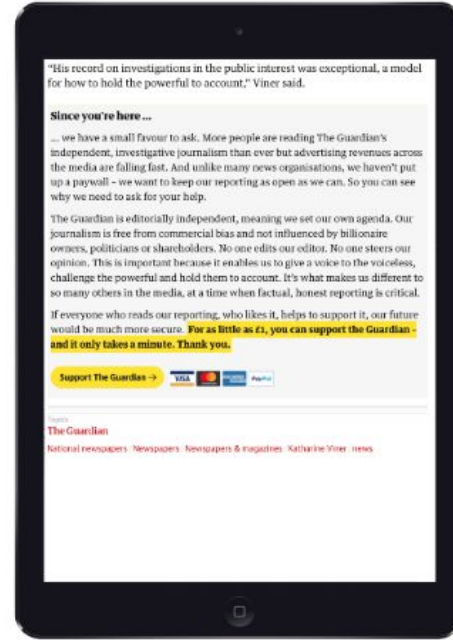 “His record on investigations in the public interest was exceptional, a model
for how to hold the powerful to account,” Viner said.
Since you’re here ...
... we have a small favour to ask. More people are reading The Guardian’s
independent, investigative journalism than ever but advertising revenues across
the media are falling fast. And unlike many news organisations, we haven’t put
up a paywall – we want to keep our reporting as open as we can. So you can see
why we need to ask for your help.
The Guardian is editorially independent, meaning we set our own agenda. Our
journalism is free from commercial bias and not influenced by billionaire
owners, politicians or shareholders. No one edits our editor. No one steers our
opinion. This is important because it enables us to give a voice to the voiceless,
challenge the powerful and hold them to account. It’s what makes us different to
so many others in the media, at a time when factual, honest reporting is critical.
If everyone who reads our reporting, who likes it, helps to support it, our future
would be much more secure. For as little as £1, you can support the Guardian –
and it only takes a minute. Thank you.
Support The Guardian → VISA PayPal
Topics
The Guardian
National newspapers Newspapers Newspapers & magazines Katharine Viner news